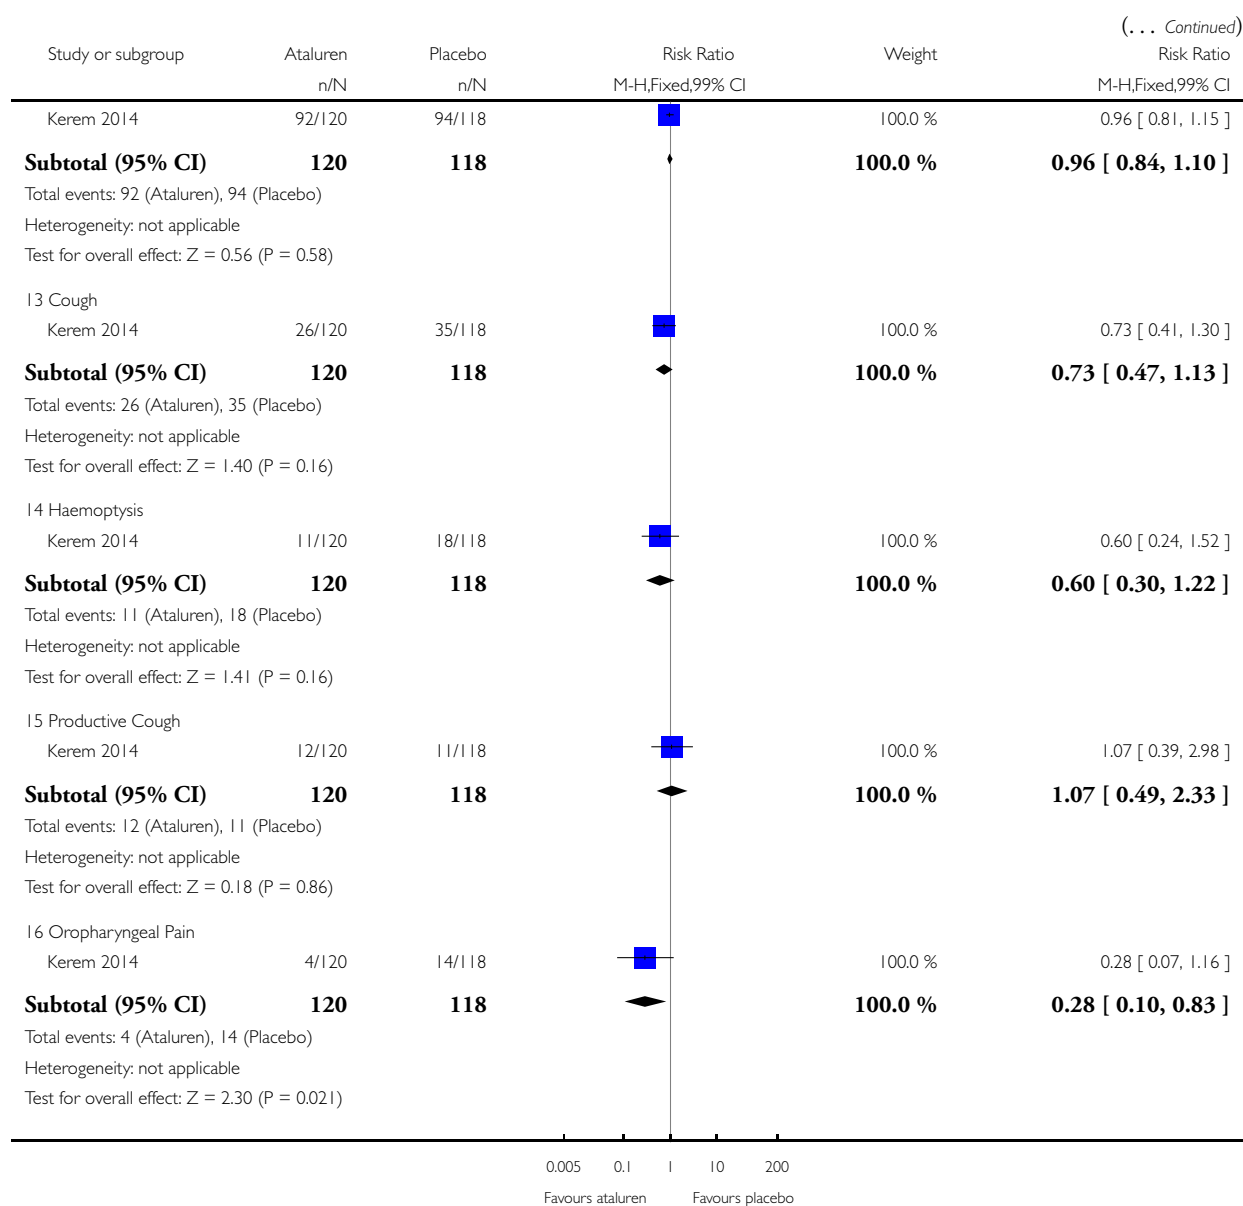 (... Continued)
Study or subgroup Ataluren Placebo Risk Ratio Weight Risk Ratio
n/N n/N M-H,Fixed,99% CI M-H,Fixed,99% CI
Kerem 2014 92/120 94/118 100.0 % 0.96 [ 0.81, 1.15 ]
Subtotal (95% CI) 120 118 100.0 % 0.96 [ 0.84, 1.10 ]
Total events: 92 (Ataluren), 94 (Placebo)
Heterogeneity: not applicable
Test for overall effect: Z = 0.56 (P = 0.58)
13 Cough
Kerem 2014 26/120 35/118 100.0 % 0.73 [ 0.41, 1.30 ]
Subtotal (95% CI) 120 118 100.0 % 0.73 [ 0.47, 1.13 ]
Total events: 26 (Ataluren), 35 (Placebo)
Heterogeneity: not applicable
Test for overall effect: Z = 1.40 (P = 0.16)
14 Haemoptysis
Kerem 2014 11/120 18/118 100.0 % 0.60 [ 0.24, 1.52 ]
Subtotal (95% CI) 120 118 100.0 % 0.60 [ 0.30, 1.22 ]
Total events: 11 (Ataluren), 18 (Placebo)
Heterogeneity: not applicable
Test for overall effect: Z = 1.41 (P = 0.16)
15 Productive Cough
Kerem 2014 12/120 11/118 100.0 % 1.07 [ 0.39, 2.98 ]
Subtotal (95% CI) 120 118 100.0 % 1.07 [ 0.49, 2.33 ]
Total events: 12 (Ataluren), 11 (Placebo)
Heterogeneity: not applicable
Test for overall effect: Z = 0.18 (P = 0.86)
16 Oropharyngeal Pain
Kerem 2014 4/120 14/118 100.0 % 0.28 [ 0.07, 1.16 ]
Subtotal (95% CI) 120 118 100.0 % 0.28 [ 0.10, 0.83 ]
Total events: 4 (Ataluren), 14 (Placebo)
Heterogeneity: not applicable
Test for overall effect: Z = 2.30 (P = 0.021)
0.005 0.1 1 10 200
Favours ataluren Favours placebo